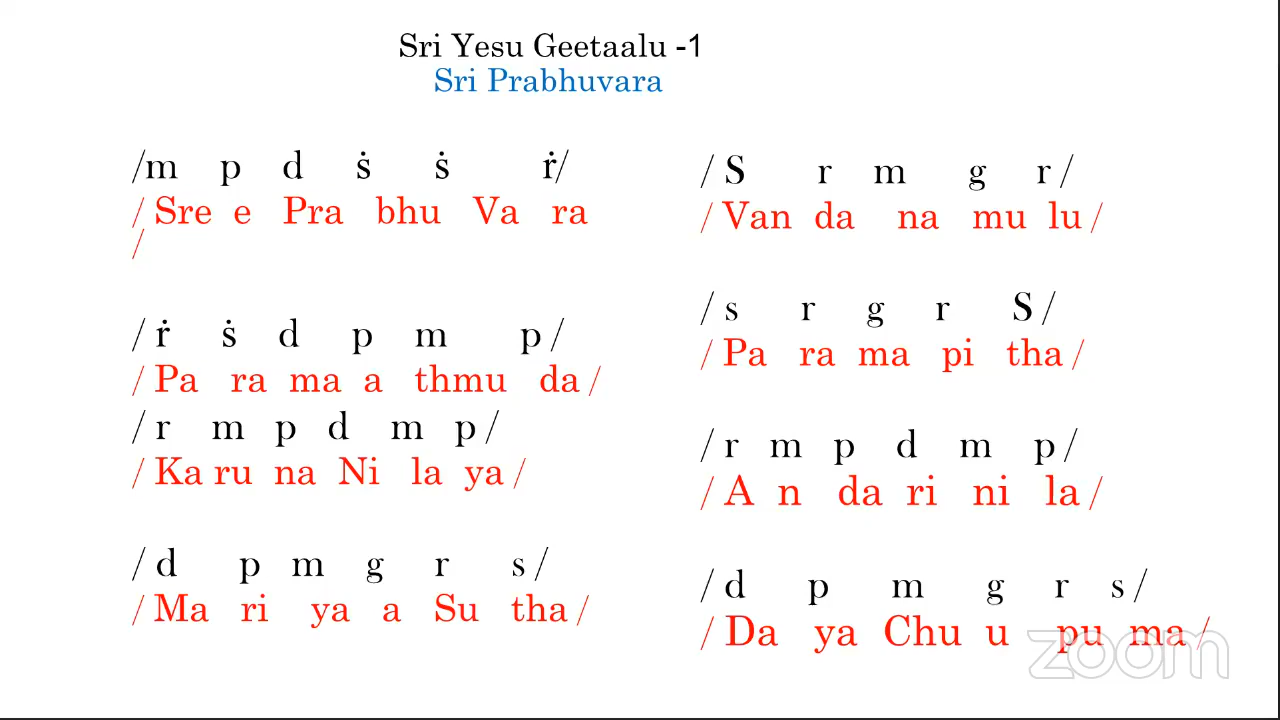 Sri Yesu Geetaalu -1
Sri Prabhuvara
/m p d ṡ ṡ ṙ/
/ Sre e Pra bhu Va ra
/
/ ṙ ṡ d p m p /
/ Pa ra ma a thmu da /
/ r m p d m p /
/ Ka ru na Ni la ya /
/ d p m g r s /
/ Ma ri ya a Su tha /
/ S r m g r /
/ Van da na mu lu /
/ s r g r S /
/ Pa ra ma pi tha /
/ r m p d m p /
/ A n da ri ni la /
/ d p m g r s /
/ Da ya Chu u pu ma /
zoom